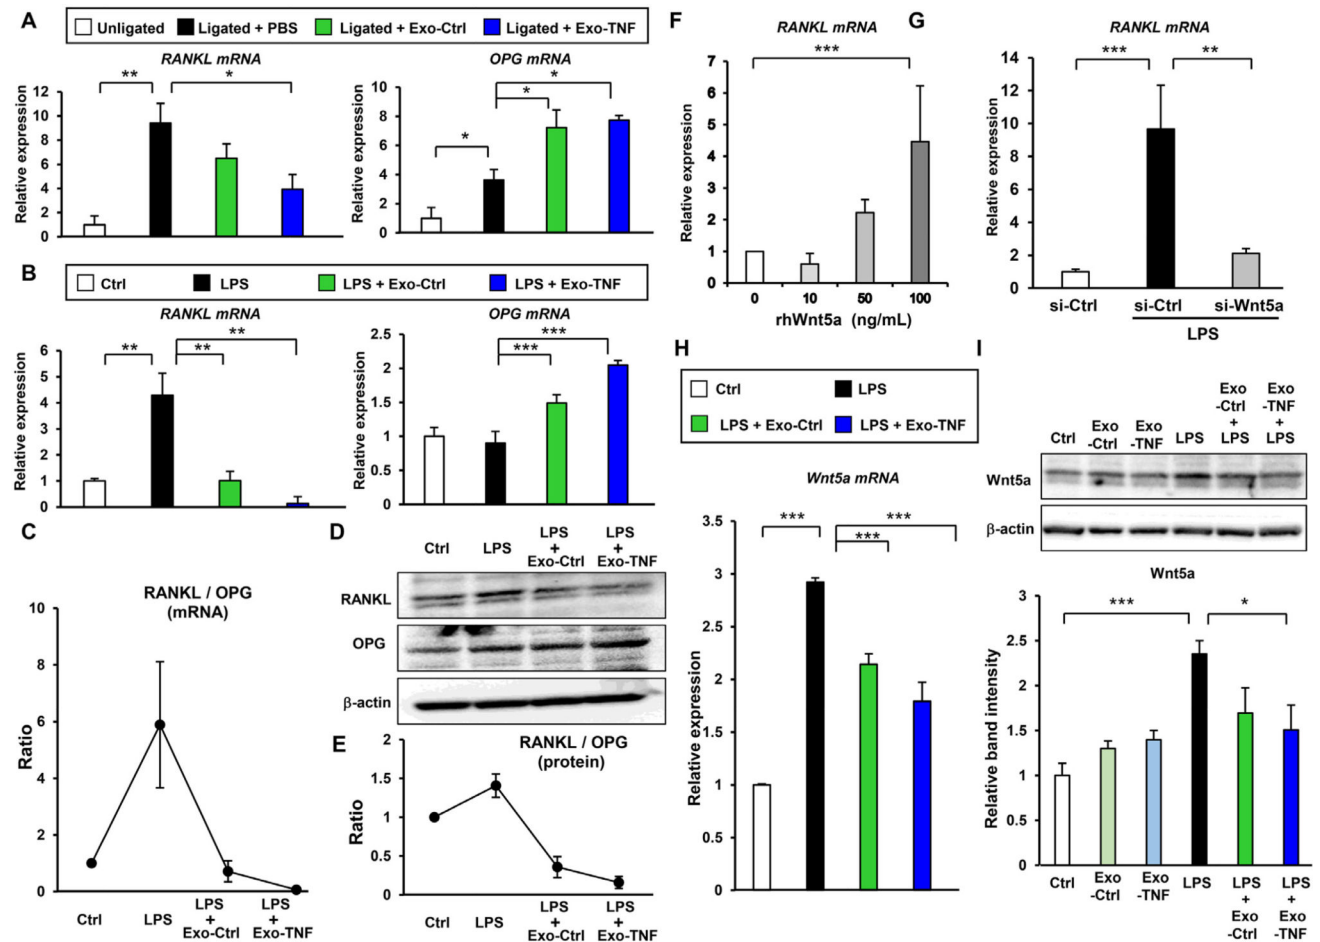 A
Unligated Ligated + PBS Ligated + Exo-Ctrl Ligated + Exo-TNF
RANKL mRNA
** *
Relative expression
12
10
8
6
4
2
0
OPG mRNA
* * *
Relative expression
10
8
6
4
2
0
B
Ctrl LPS LPS + Exo-Ctrl LPS + Exo-TNF
RANKL mRNA
** ** **
Relative expression
6
5
4
3
2
1
0
OPG mRNA
*** ***
Relative expression
2.5
2
1.5
1
0.5
0
C
RANKL / OPG
(mRNA)
Ratio
10
8
6
4
2
0
Ctrl LPS LPS + Exo-Ctrl LPS + Exo-TNF
D
Ctrl LPS LPS + Exo-Ctrl LPS + Exo-TNF
RANKL
OPG
β-actin
E
RANKL / OPG
(protein)
Ratio
2
1.5
1
0.5
0
Ctrl LPS LPS + Exo-Ctrl LPS + Exo-TNF
F
RANKL mRNA
***
Relative expression
7
6
5
4
3
2
1
0
0 10 50 100
rhWnt5a (ng/mL)
G
RANKL mRNA
*** **
Relative expression
14
12
10
8
6
4
2
0
si-Ctrl si-Ctrl si-Wnt5a
LPS
H
Ctrl LPS
LPS + Exo-Ctrl LPS + Exo-TNF
Wnt5a mRNA
*** *** ***
Relative expression
3.5
3
2.5
2
1.5
1
0.5
0
I
Ctrl Exo-Ctrl Exo-TNF LPS Exo-Ctrl + LPS Exo-TNF + LPS
Wnt5a
β-actin
Wnt5a
*** *
Relative band intensity
3
2.5
2
1.5
1
0.5
0
Ctrl Exo-Ctrl Exo-TNF LPS LPS + Exo-Ctrl LPS + Exo-TNF